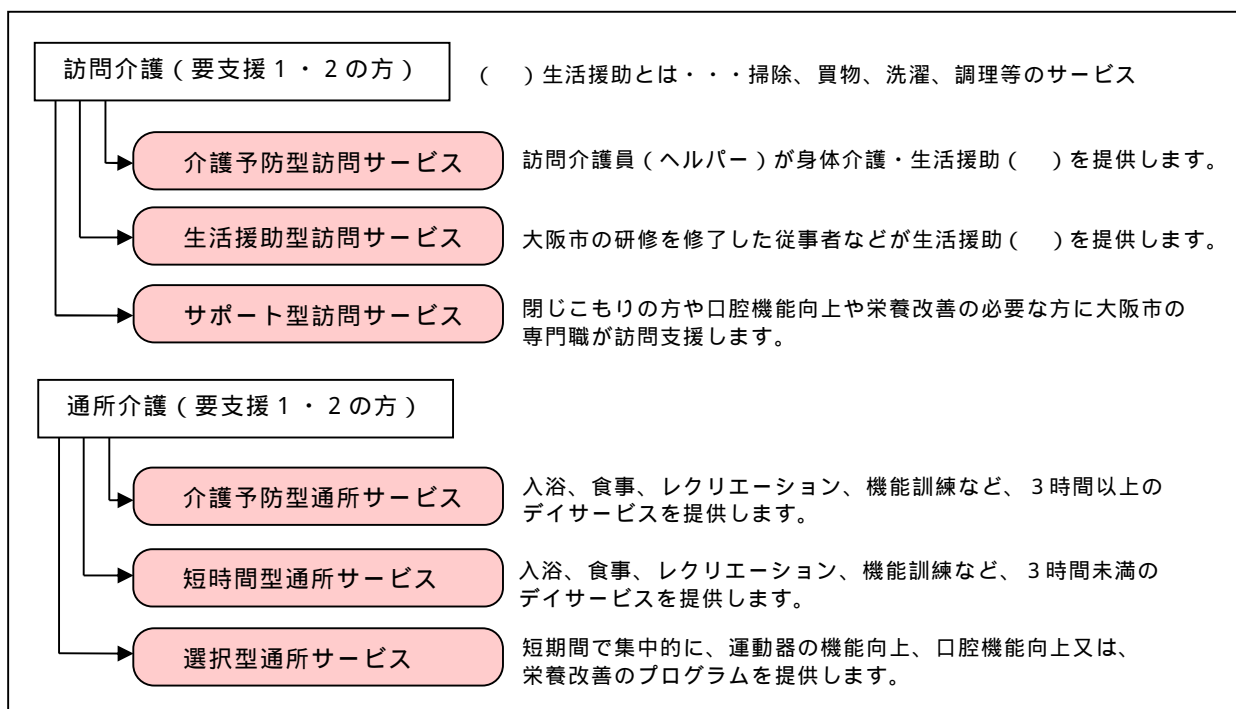 訪問介護（要支援１・２の方）
（　）生活援助とは・・・掃除、買物、洗濯、調理等のサービス
介護予防型訪問サービス
訪問介護員（ヘルパー）が身体介護・生活援助（　）を提供します。
生活援助型訪問サービス
大阪市の研修を修了した従事者などが生活援助（　）を提供します。
サポート型訪問サービス
閉じこもりの方や口腔機能向上や栄養改善の必要な方に大阪市の
専門職が訪問支援します。
通所介護（要支援１・２の方）
介護予防型通所サービス
入浴、食事、レクリエーション、機能訓練など、３時間以上の
デイサービスを提供します。
短時間型通所サービス
入浴、食事、レクリエーション、機能訓練など、３時間未満の
デイサービスを提供します。
選択型通所サービス
短期間で集中的に、運動器の機能向上、口腔機能向上又は、
栄養改善のプログラムを提供します。